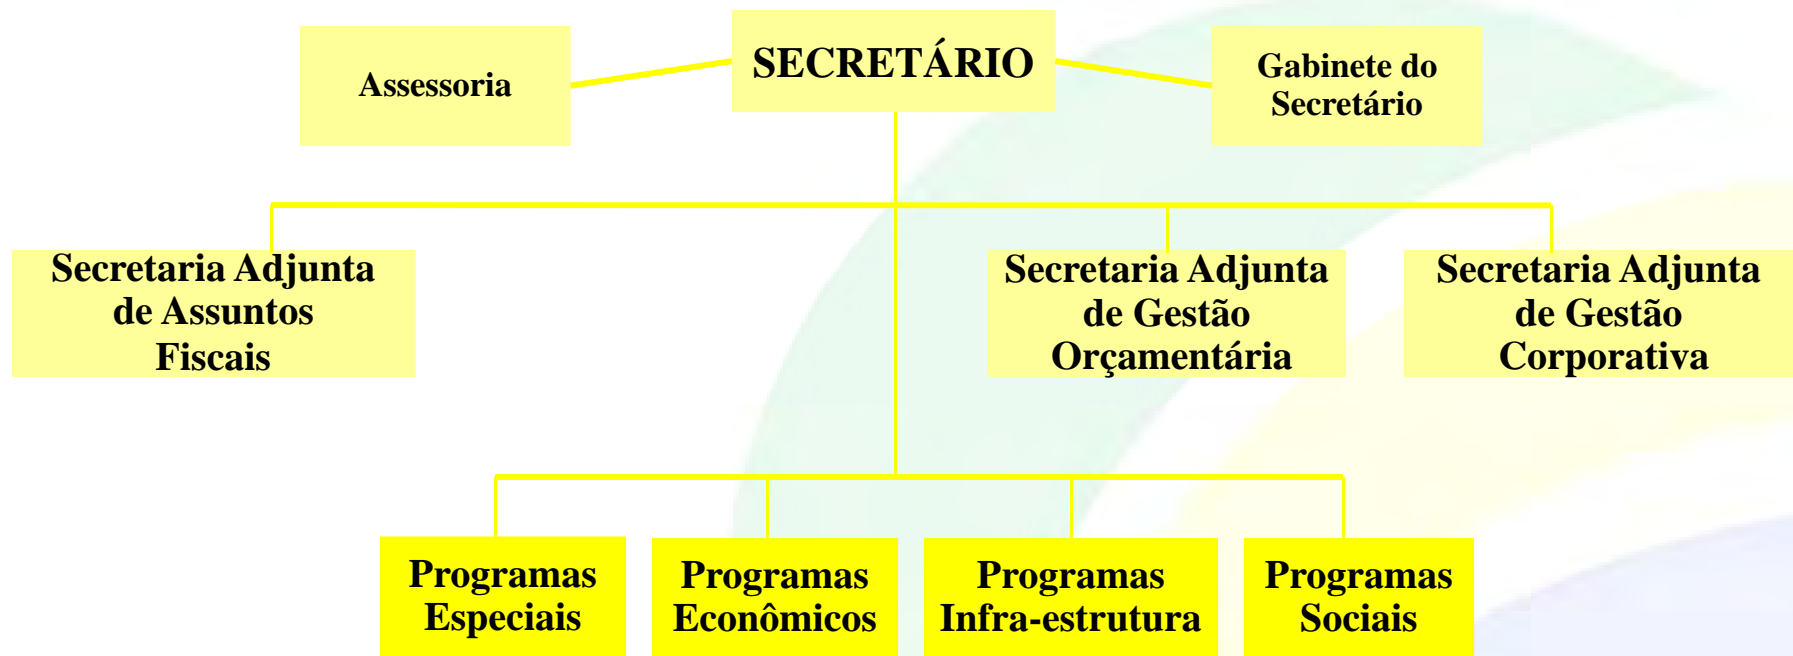 Assessoria
SECRETÁRIO
Gabinete do
Secretário
Secretaria Adjunta
de Assuntos
Fiscais
Secretaria Adjunta
de Gestão
Orçamentária
Secretaria Adjunta
de Gestão
Corporativa
Programas
Especiais
Programas
Econômicos
Programas
Infra-estrutura
Programas
Sociais